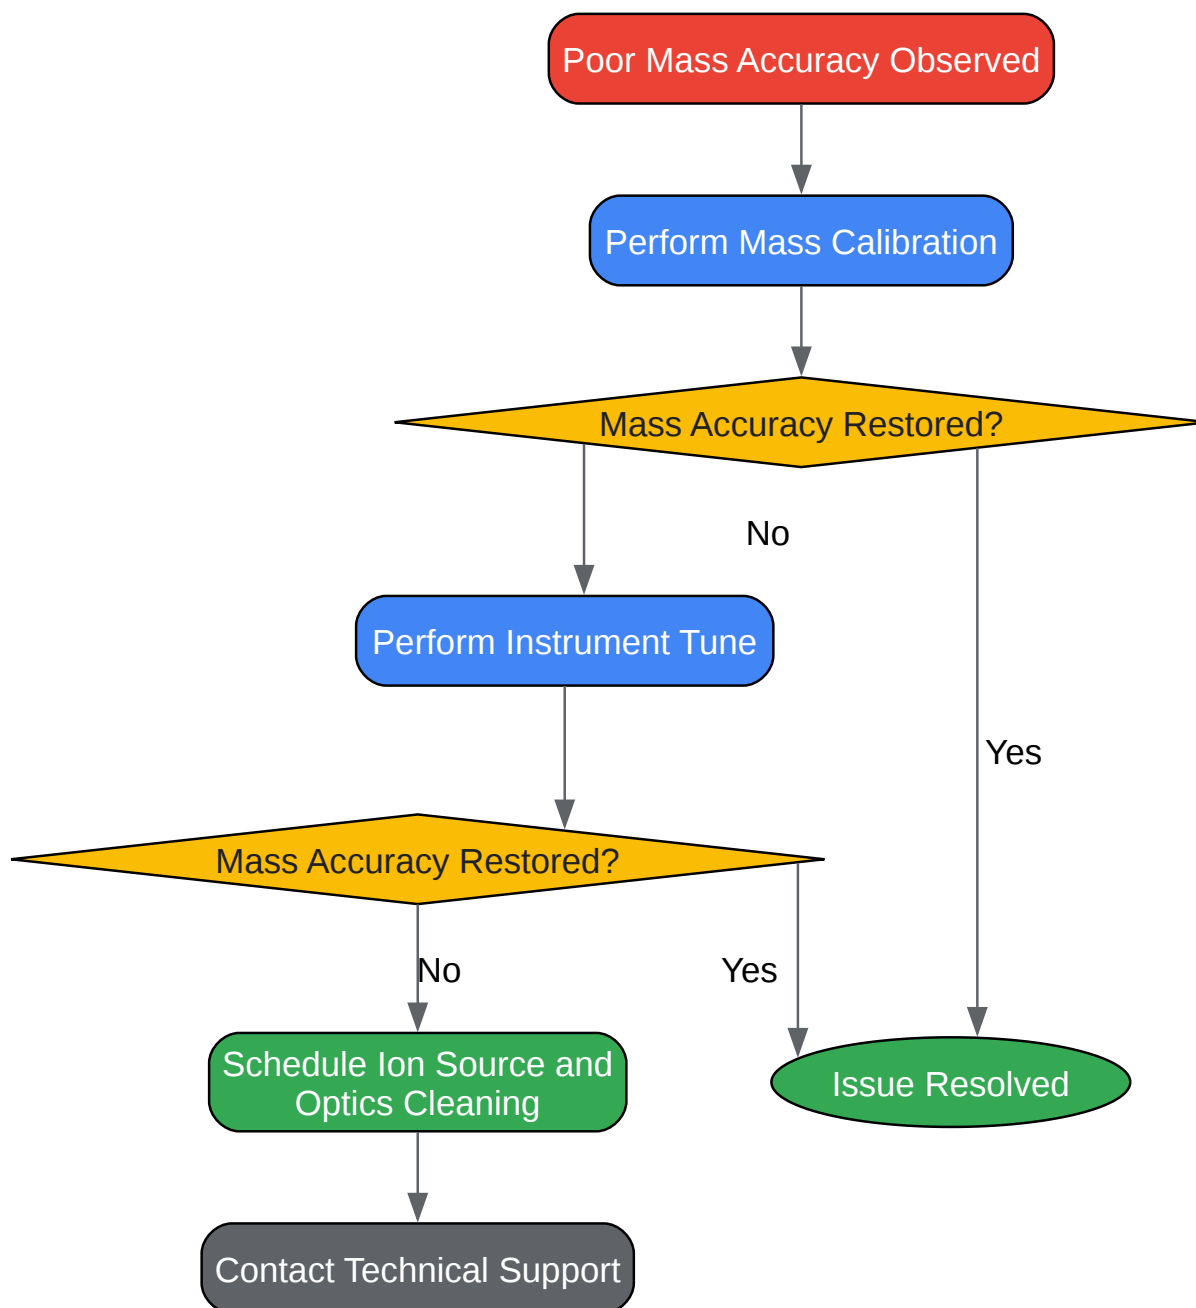 Poor Mass Accuracy Observed
Perform Mass Calibration
Mass Accuracy Restored?
No
Perform Instrument Tune
Yes
Mass Accuracy Restored?
No
Yes
Schedule Ion Source and
Optics Cleaning
Issue Resolved
Contact Technical Support